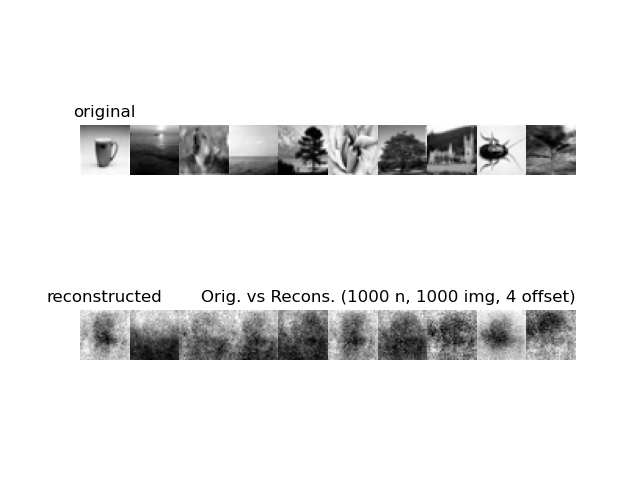 original
reconstructed
Orig. vs Recons. (1000 n, 1000 img, 4 offset)